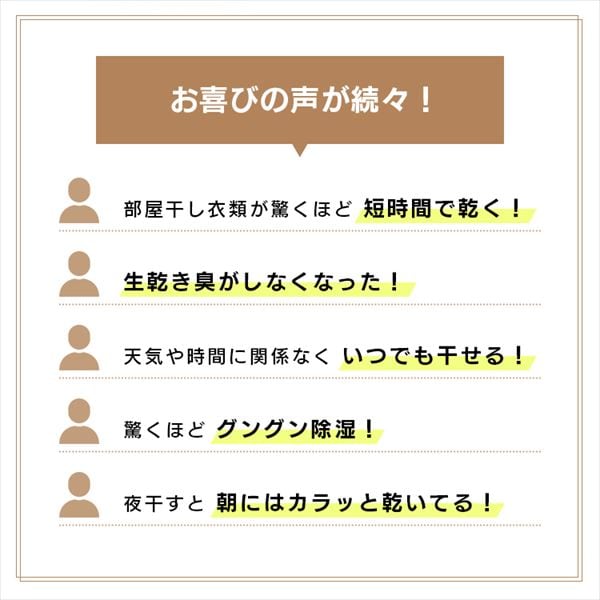 お喜びの声が続々！
部屋干し衣類が驚くほど 短時間で乾く！
生乾き臭がしなくなった！
天気や時間に関係なく いつでも干せる！
驚くほど グングン除湿！
夜干すと 朝にはカラッと乾いてる！